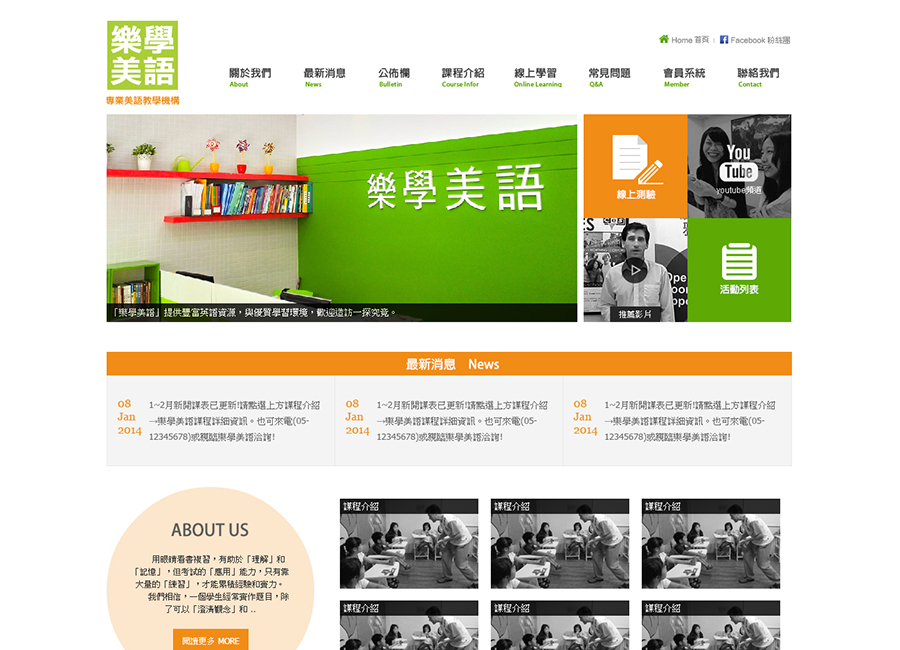 樂學
美語
專業美語教學機構
Home 首頁 | Facebook 粉絲團
關於我們 最新消息 公佈欄 課程介紹 線上學習 常見問題 會員系統 聯絡我們
About News Bulletin Course Infor Online Learning Q&A Member Contact
樂學美語
「樂學美語」提供豐富英語資源，與優質學習環境，歡迎造訪一探究竟。
線上測驗
You
Tube
youtube頻道
推薦影片
活動列表
最新消息 News
08
Jan
2014
1~2月新開課表已更新!請點選上方課程介紹
→樂學美語課程詳細資訊。也可來電(05-
12345678)或親臨樂學美語洽詢!
08
Jan
2014
1~2月新開課表已更新!請點選上方課程介紹
→樂學美語課程詳細資訊。也可來電(05-
12345678)或親臨樂學美語洽詢!
08
Jan
2014
1~2月新開課表已更新!請點選上方課程介紹
→樂學美語課程詳細資訊。也可來電(05-
12345678)或親臨樂學美語洽詢!
ABOUT US
用眼睛看書複習，有助於「理解」和
「記憶」，但考試的「應用」能力，只有靠
大量的「練習」，才能累積經驗和實力。
我們相信，一個學生經常實作題目，除
了可以「澄清觀念」和 ..
閱讀更多 MORE
課程介紹 課程介紹 課程介紹
課程介紹 課程介紹 課程介紹